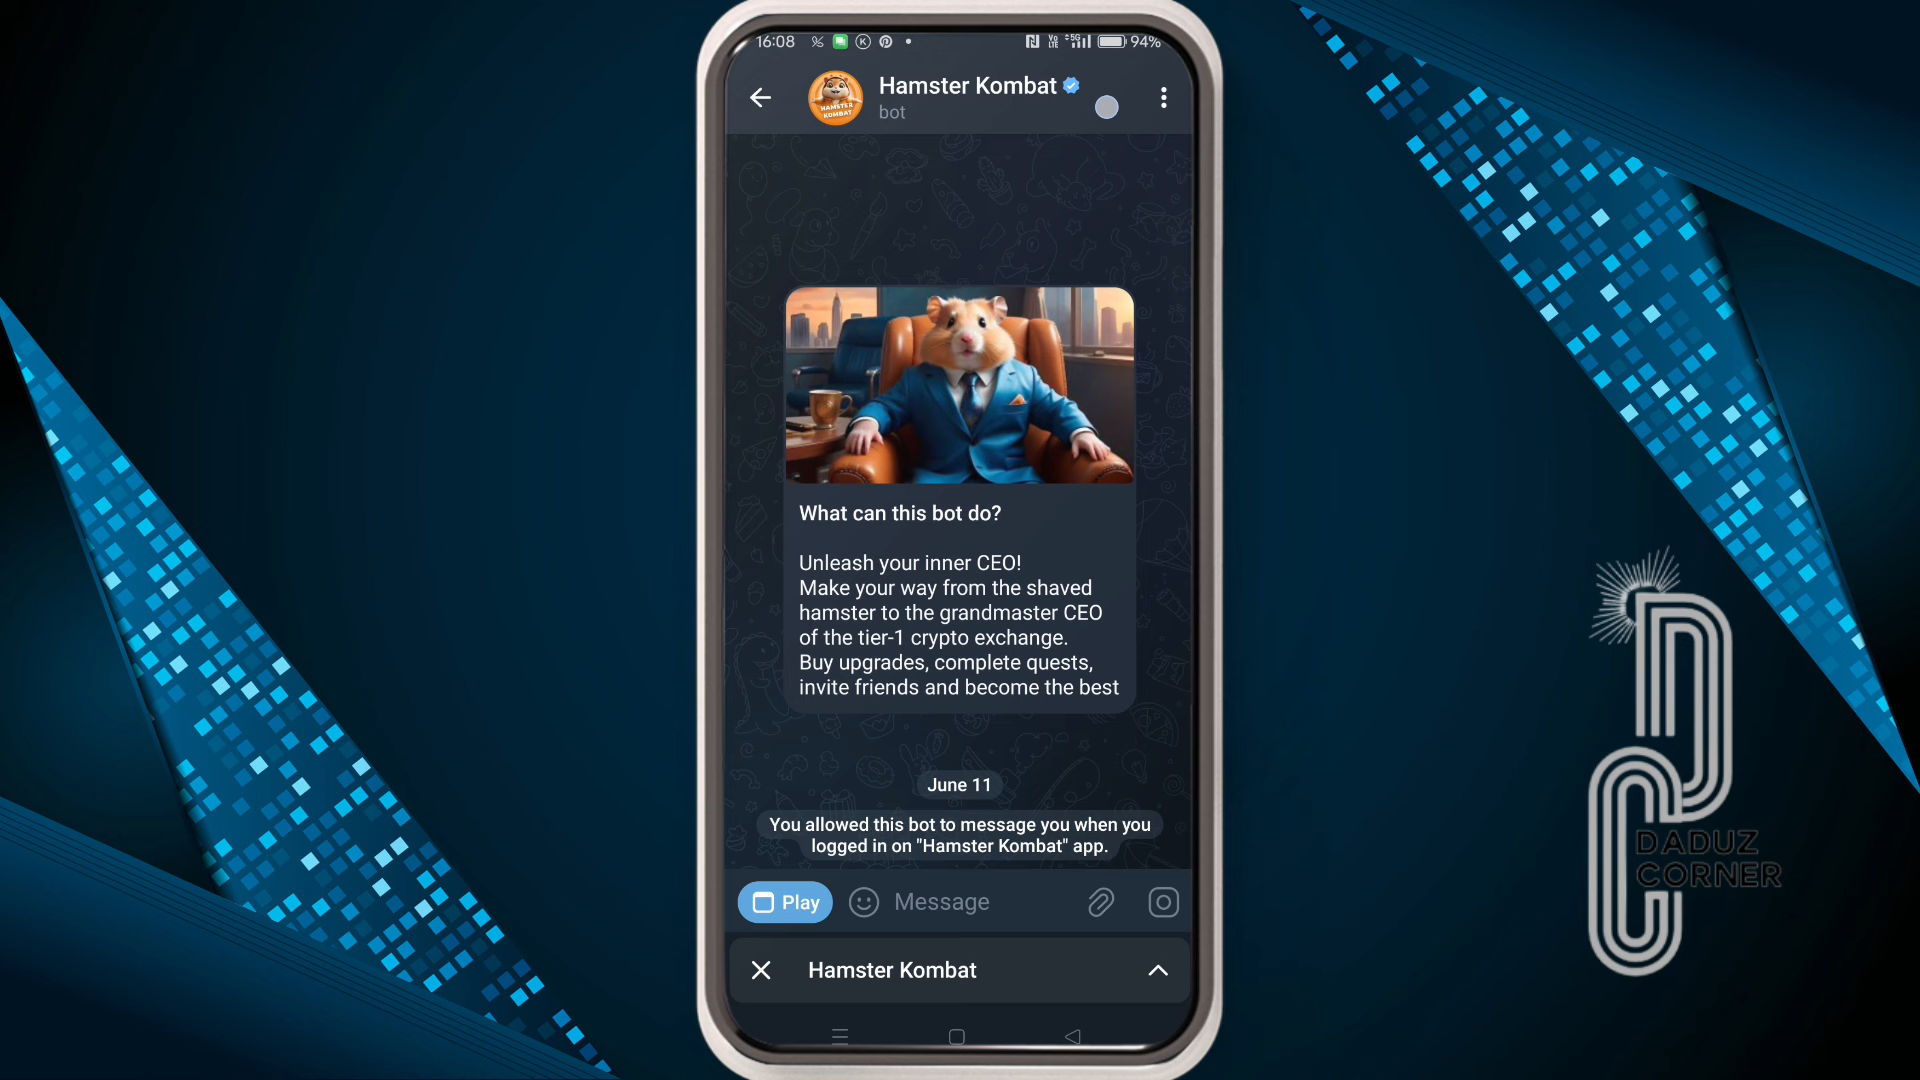 16:08
94%
Hamster Kombat
bot
HAMSTER
KOMBAT
What can this bot do?
Unleash your inner CEO!
Make your way from the shaved
hamster to the grandmaster CEO
of the tier-1 crypto exchange.
Buy upgrades, complete quests,
invite friends and become the best
June 11
You allowed this bot to message you when you
logged in on "Hamster Kombat" app.
Play
Message
Hamster Kombat
DADUZ
CORNER